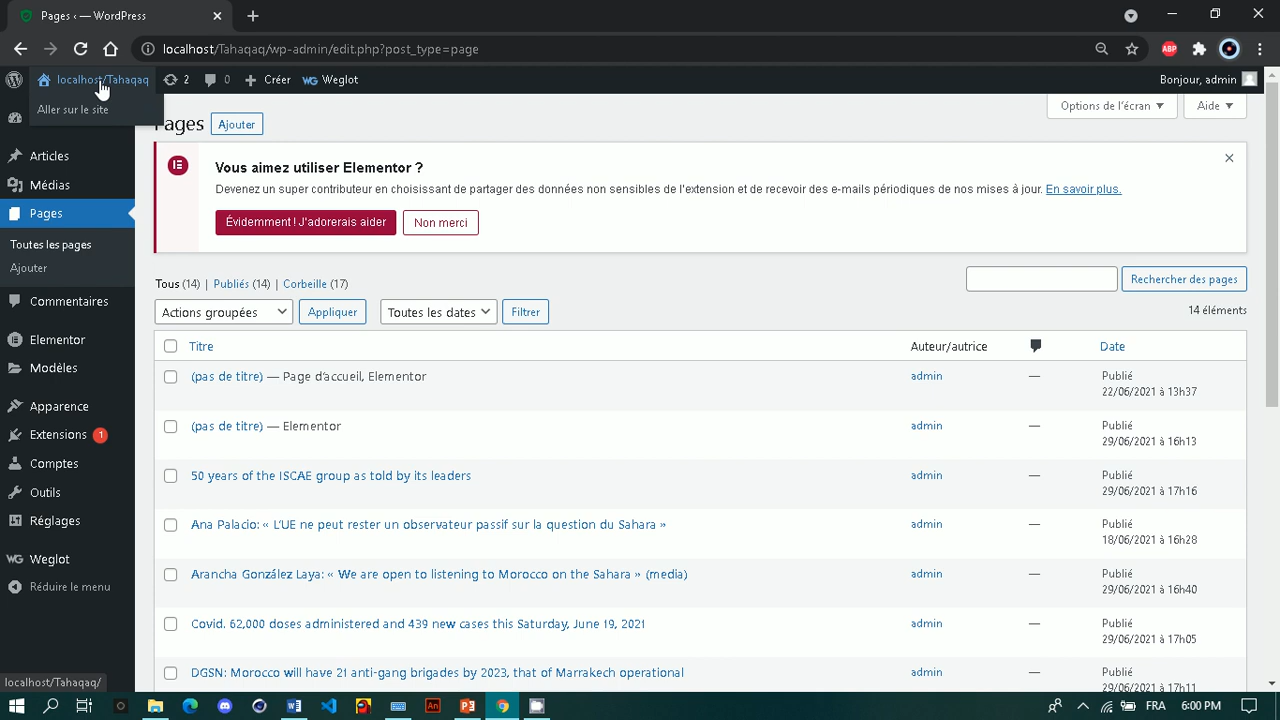 Pages ‹ — WordPress
localhost/Tahaqaq/wp-admin/edit.php?post_type=page
ABP
localhost/Tahaqaq
2
0
Créer
WG Weglot
Bonjour, admin
Aller sur le site
Options de l'écran ▼
Aide ▼
Pages
Ajouter
Vous aimez utiliser Elementor ?
Devenez un super contributeur en choisissant de partager des données non sensibles de l'extension et de recevoir des e-mails périodiques de nos mises à jour. En savoir plus.
Évidemment ! J'adorerais aider
Non merci
Articles
Médias
Pages
Toutes les pages
Ajouter
Commentaires
Elementor
Modèles
Apparence
Extensions 1
Comptes
Outils
Réglages
WG Weglot
Réduire le menu
Tous (14) | Publiés (14) | Corbeille (17)
Rechercher des pages
Actions groupées
Appliquer
Toutes les dates
Filtrer
14 éléments
Titre
Auteur/autrice
Date
(pas de titre) — Page d'accueil, Elementor
admin
—
Publié
22/06/2021 à 13h37
(pas de titre) — Elementor
admin
—
Publié
29/06/2021 à 16h13
50 years of the ISCAE group as told by its leaders
admin
—
Publié
29/06/2021 à 17h16
Ana Palacio: « L'UE ne peut rester un observateur passif sur la question du Sahara »
admin
—
Publié
18/06/2021 à 16h28
Arancha González Laya: « We are open to listening to Morocco on the Sahara » (media)
admin
—
Publié
29/06/2021 à 16h40
Covid. 62,000 doses administered and 439 new cases this Saturday, June 19, 2021
admin
—
Publié
29/06/2021 à 17h05
DGSN: Morocco will have 21 anti-gang brigades by 2023, that of Marrakech operational
admin
—
Publié
29/06/2021 à 17h11
localhost/Tahaqaq/
FRA
6:00 PM